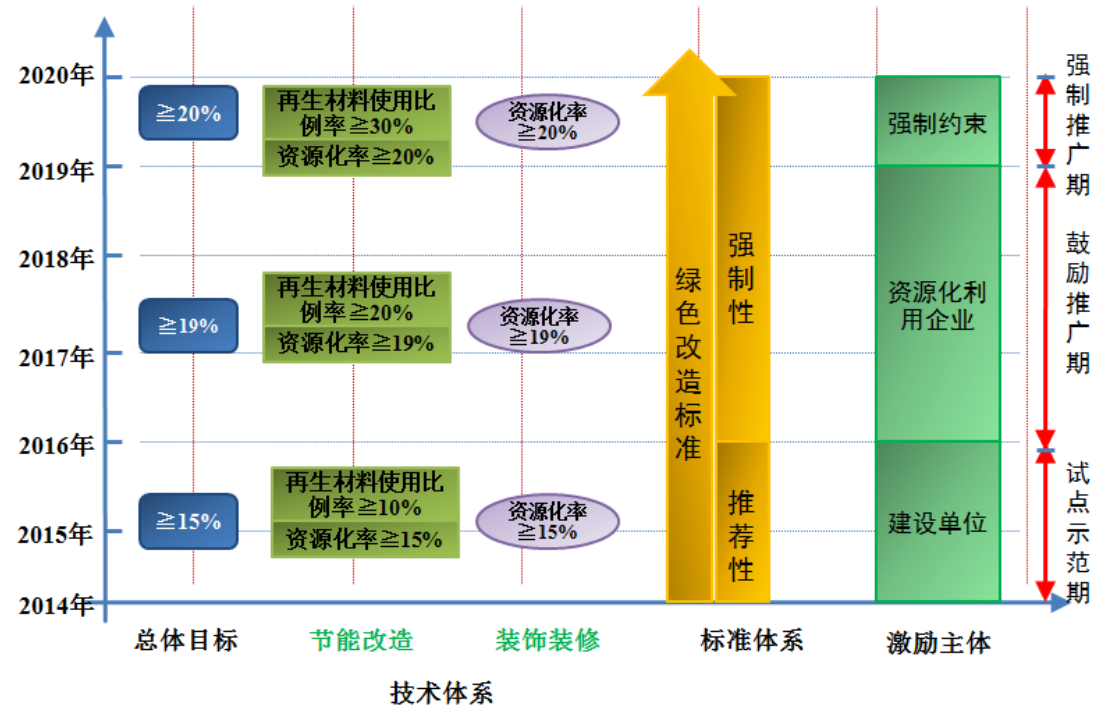 2020年
2019年
2018年
2017年
2016年
2015年
2014年
≧20%
≧19%
≧15%
再生材料使用比
例率≧30%
资源化率≧20%
再生材料使用比
例率≧20%
资源化率≧19%
再生材料使用比
例率≧10%
资源化率≧15%
资源化率
≧20%
资源化率
≧19%
资源化率
≧15%
绿色改造标准
强制性
推荐性
强制约束
资源化利
用企业
建设单位
强制推广期
鼓励推广期
试点示范期
总体目标
节能改造
装饰装修
标准体系
激励主体
技术体系